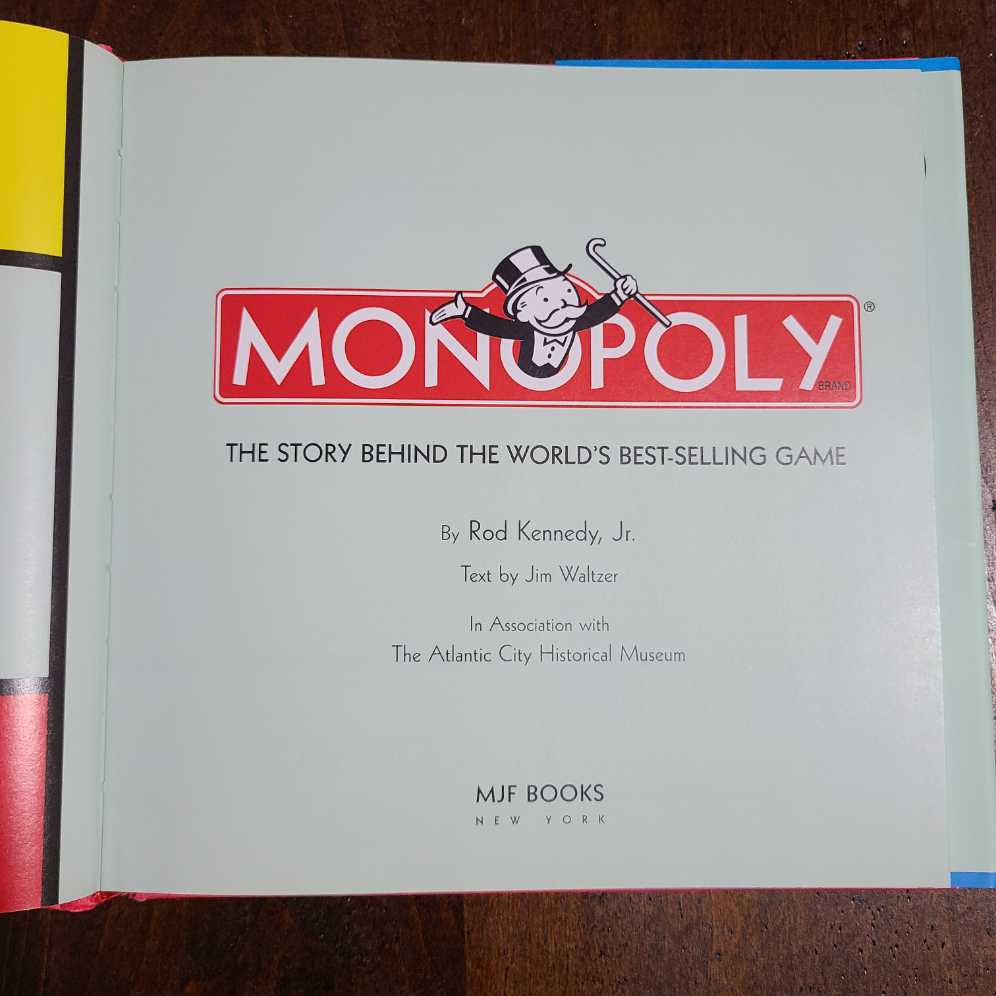 MONOPOLY®
BRAND
THE STORY BEHIND THE WORLD'S BEST-SELLING GAME
By Rod Kennedy, Jr.
Text by Jim Waltzer
In Association with
The Atlantic City Historical Museum
MJF BOOKS
NEW YORK